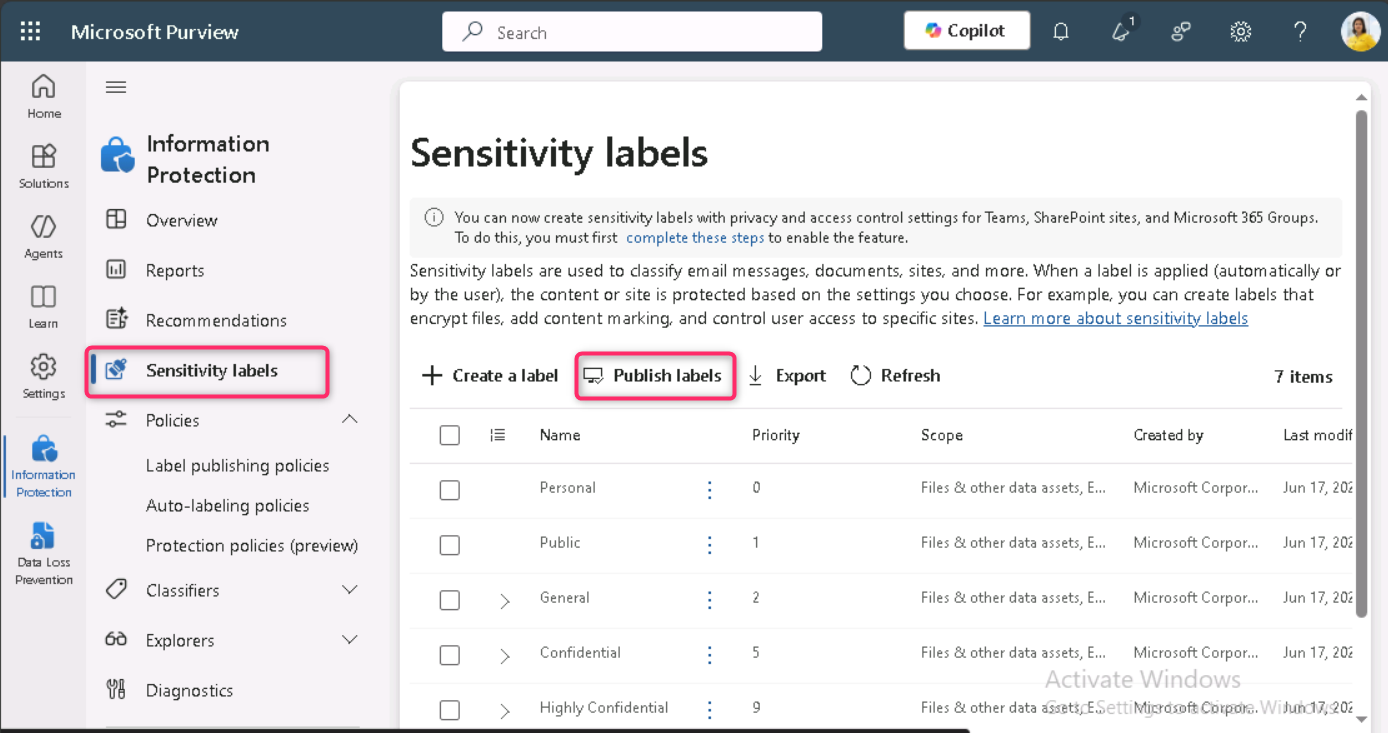 Microsoft Purview
Search
Copilot
1
Home
Solutions
Agents
Learn
Settings
Information
Protection
Data Loss
Prevention
Information
Protection
Overview
Reports
Recommendations
Sensitivity labels
Policies
Label publishing policies
Auto-labeling policies
Protection policies (preview)
Classifiers
Explorers
Diagnostics
Sensitivity labels
You can now create sensitivity labels with privacy and access control settings for Teams, SharePoint sites, and Microsoft 365 Groups.
To do this, you must first complete these steps to enable the feature.
Sensitivity labels are used to classify email messages, documents, sites, and more. When a label is applied (automatically or
by the user), the content or site is protected based on the settings you choose. For example, you can create labels that
encrypt files, add content marking, and control user access to specific sites. Learn more about sensitivity labels
Create a label Publish labels Export Refresh 7 items
Name Priority Scope Created by Last modif
Personal 0 Files & other data assets, E... Microsoft Corpor... Jun 17, 202
Public 1 Files & other data assets, E... Microsoft Corpor... Jun 17, 202
General 2 Files & other data assets, E... Microsoft Corpor... Jun 17, 202
Confidential 5 Files & other data assets, E... Microsoft Corpor... Jun 17, 202
Activate Windows
Highly Confidential 9 Files & other data assets, E... Microsoft Corpor... Jun 17, 202
Go to Settings to activate Windows.